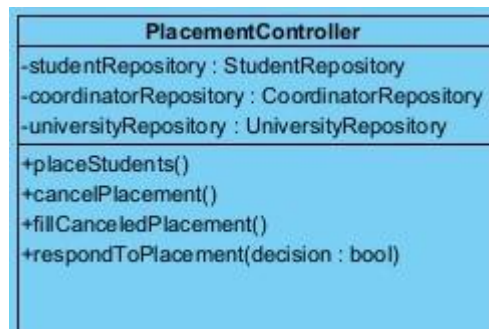 PlacementController
-studentRepository : StudentRepository
-coordinatorRepository : CoordinatorRepository
-universityRepository : UniversityRepository
+placeStudents()
+cancelPlacement()
+fillCanceledPlacement()
+respondToPlacement(decision : bool)